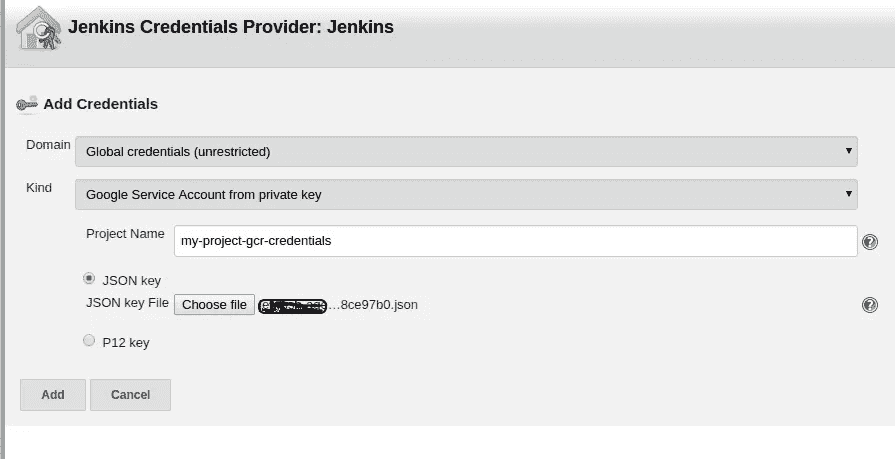 Jenkins Credentials Provider: Jenkins
Add Credentials
Domain Global credentials (unrestricted)
Kind Google Service Account from private key
Project Name my-project-gcr-credentials
JSON key
JSON key File Choose file …8ce97b0.json
P12 key
Add Cancel